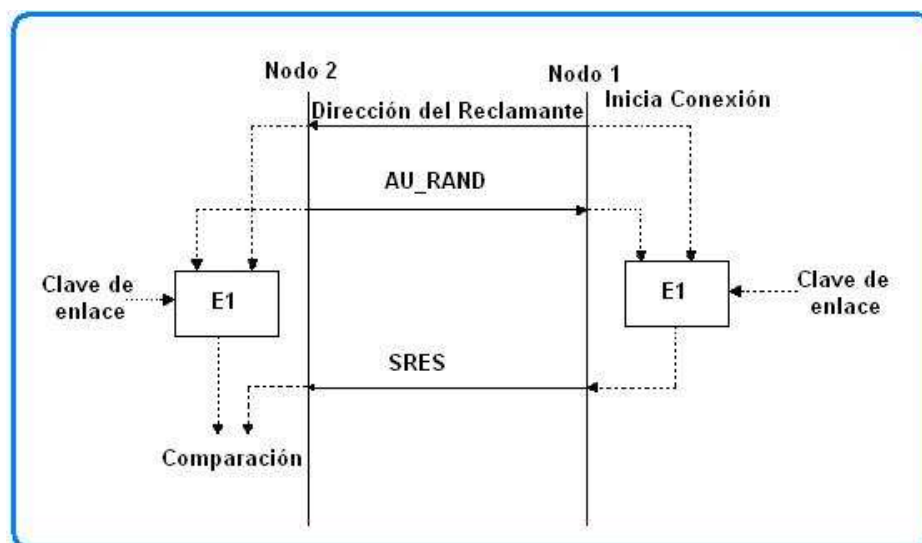 Nodo 2
Nodo 1
Inicia Conexión
Dirección del Reclamante
AU_RAND
Clave de
enlace
E1
E1
Clave de
enlace
SRES
Comparación